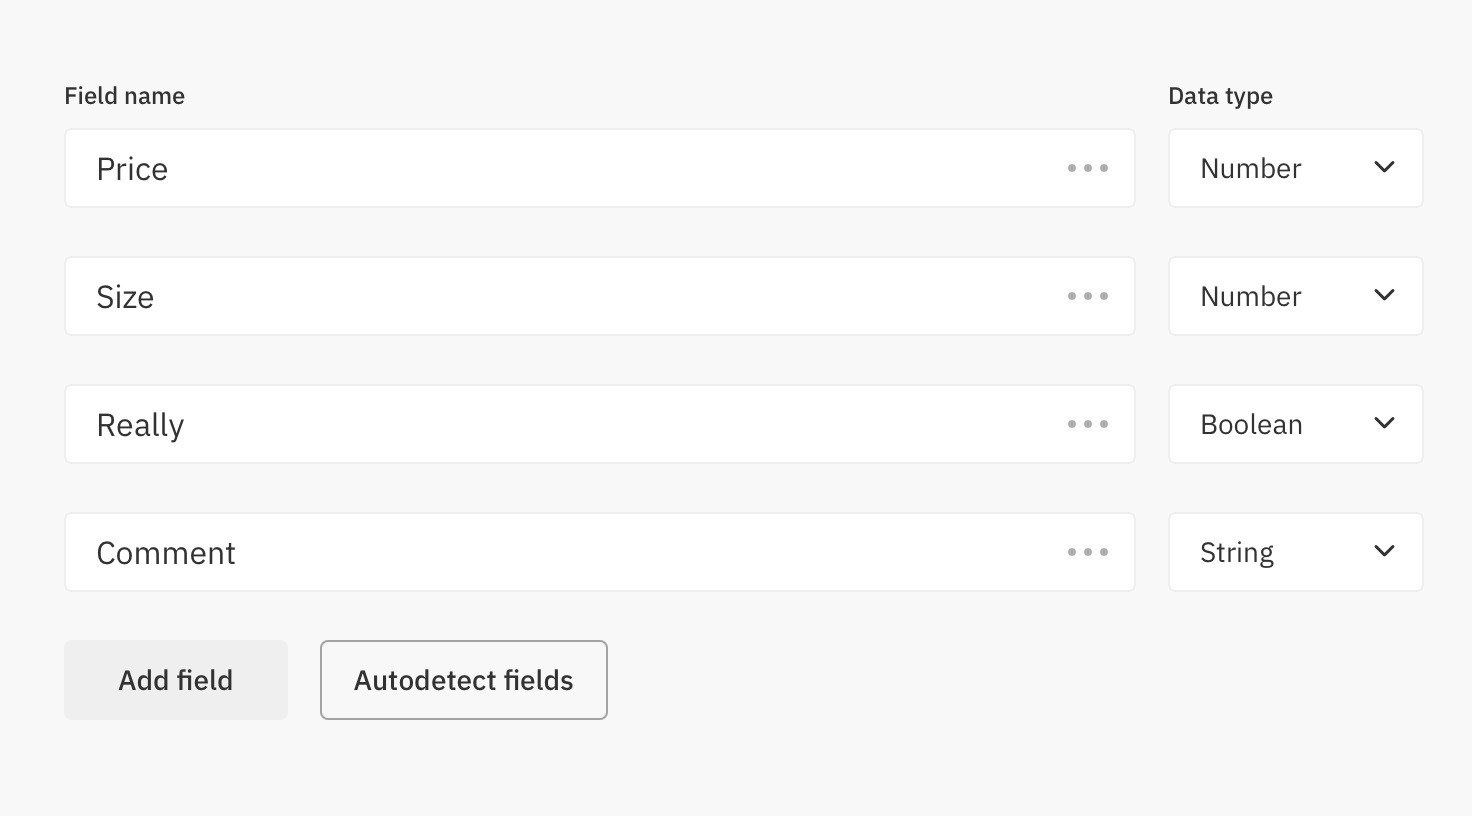 Field name Data type
Price Number
Size Number
Really Boolean
Comment String
Add field Autodetect fields